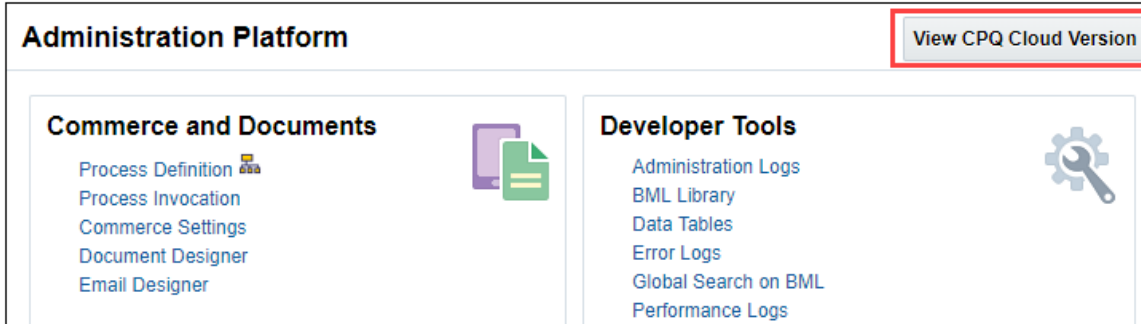 Administration Platform
View CPQ Cloud Version
Commerce and Documents
Process Definition
Process Invocation
Commerce Settings
Document Designer
Email Designer
Developer Tools
Administration Logs
BML Library
Data Tables
Error Logs
Global Search on BML
Performance Logs